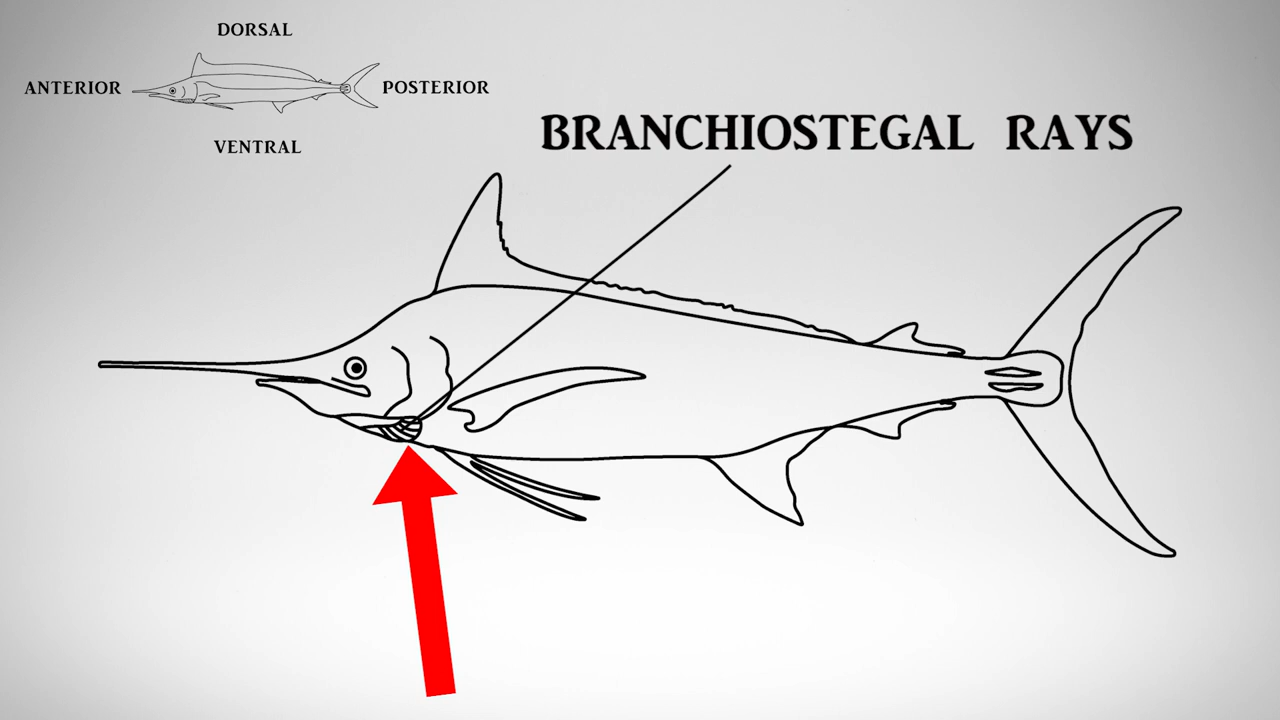 DORSAL
ANTERIOR
POSTERIOR
VENTRAL
BRANCHIOSTEGAL RAYS